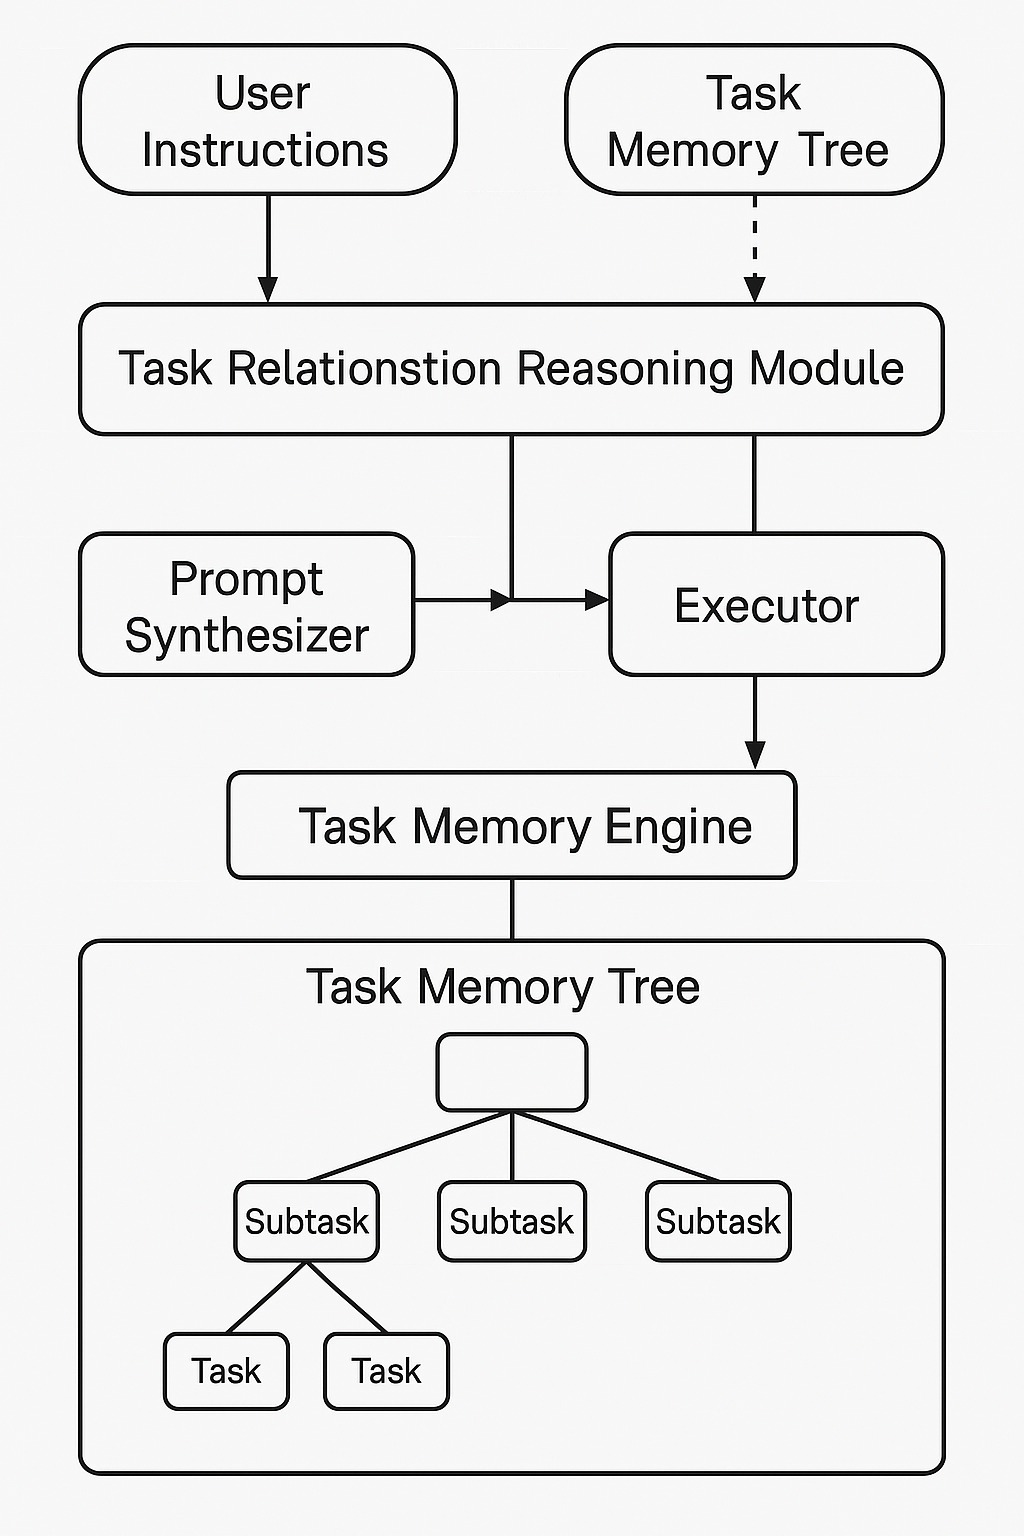 User
Instructions
Task
Memory Tree
Task Relationstion Reasoning Module
Prompt
Synthesizer
Executor
Task Memory Engine
Task Memory Tree
Subtask
Subtask
Subtask
Task
Task